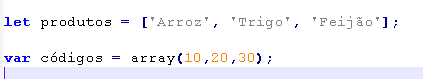 let produtos = ['Arroz', 'Trigo', 'Feijão'];
var códigos = array(10,20,30);